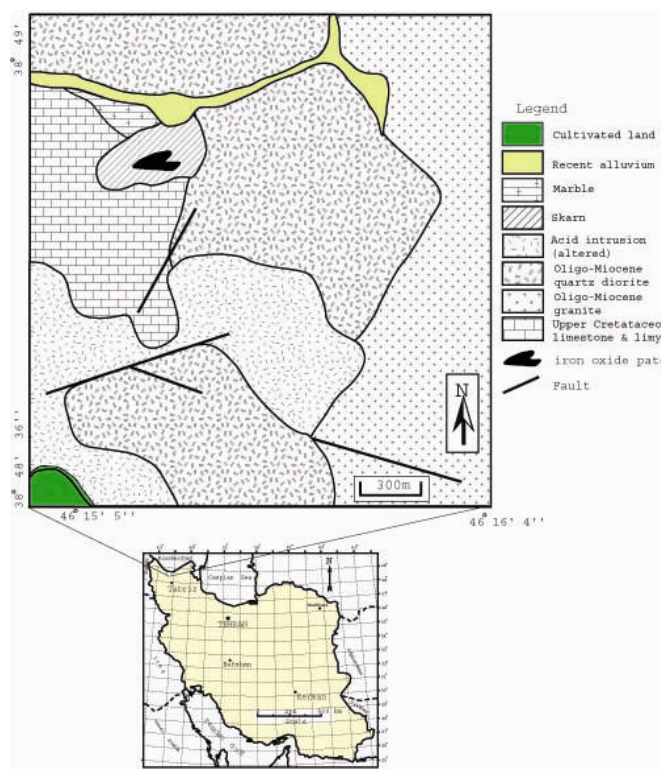 38° 49'
Legend
Cultivated land
Recent alluvium
Marble
Skarn
Acid intrusion
(altered)
Oligo-Miocene
quartz diorite
Oligo-Miocene
granite
Upper Cretataceo
limestone & limy
iron oxide pat
Fault
N
300m
38° 48' 36''
46° 15' 5''
46° 16' 4''
N
Caspian Sea
Tabriz
TEHRAN
Kerman
Scale